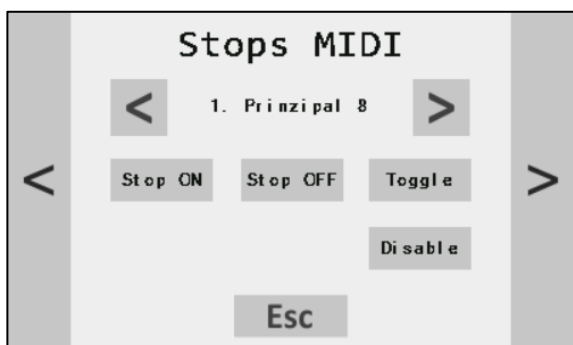 Stops MIDI
< 1. Prinzipal 8 >
< Stop ON Stop OFF Toggle >
Disable
Esc